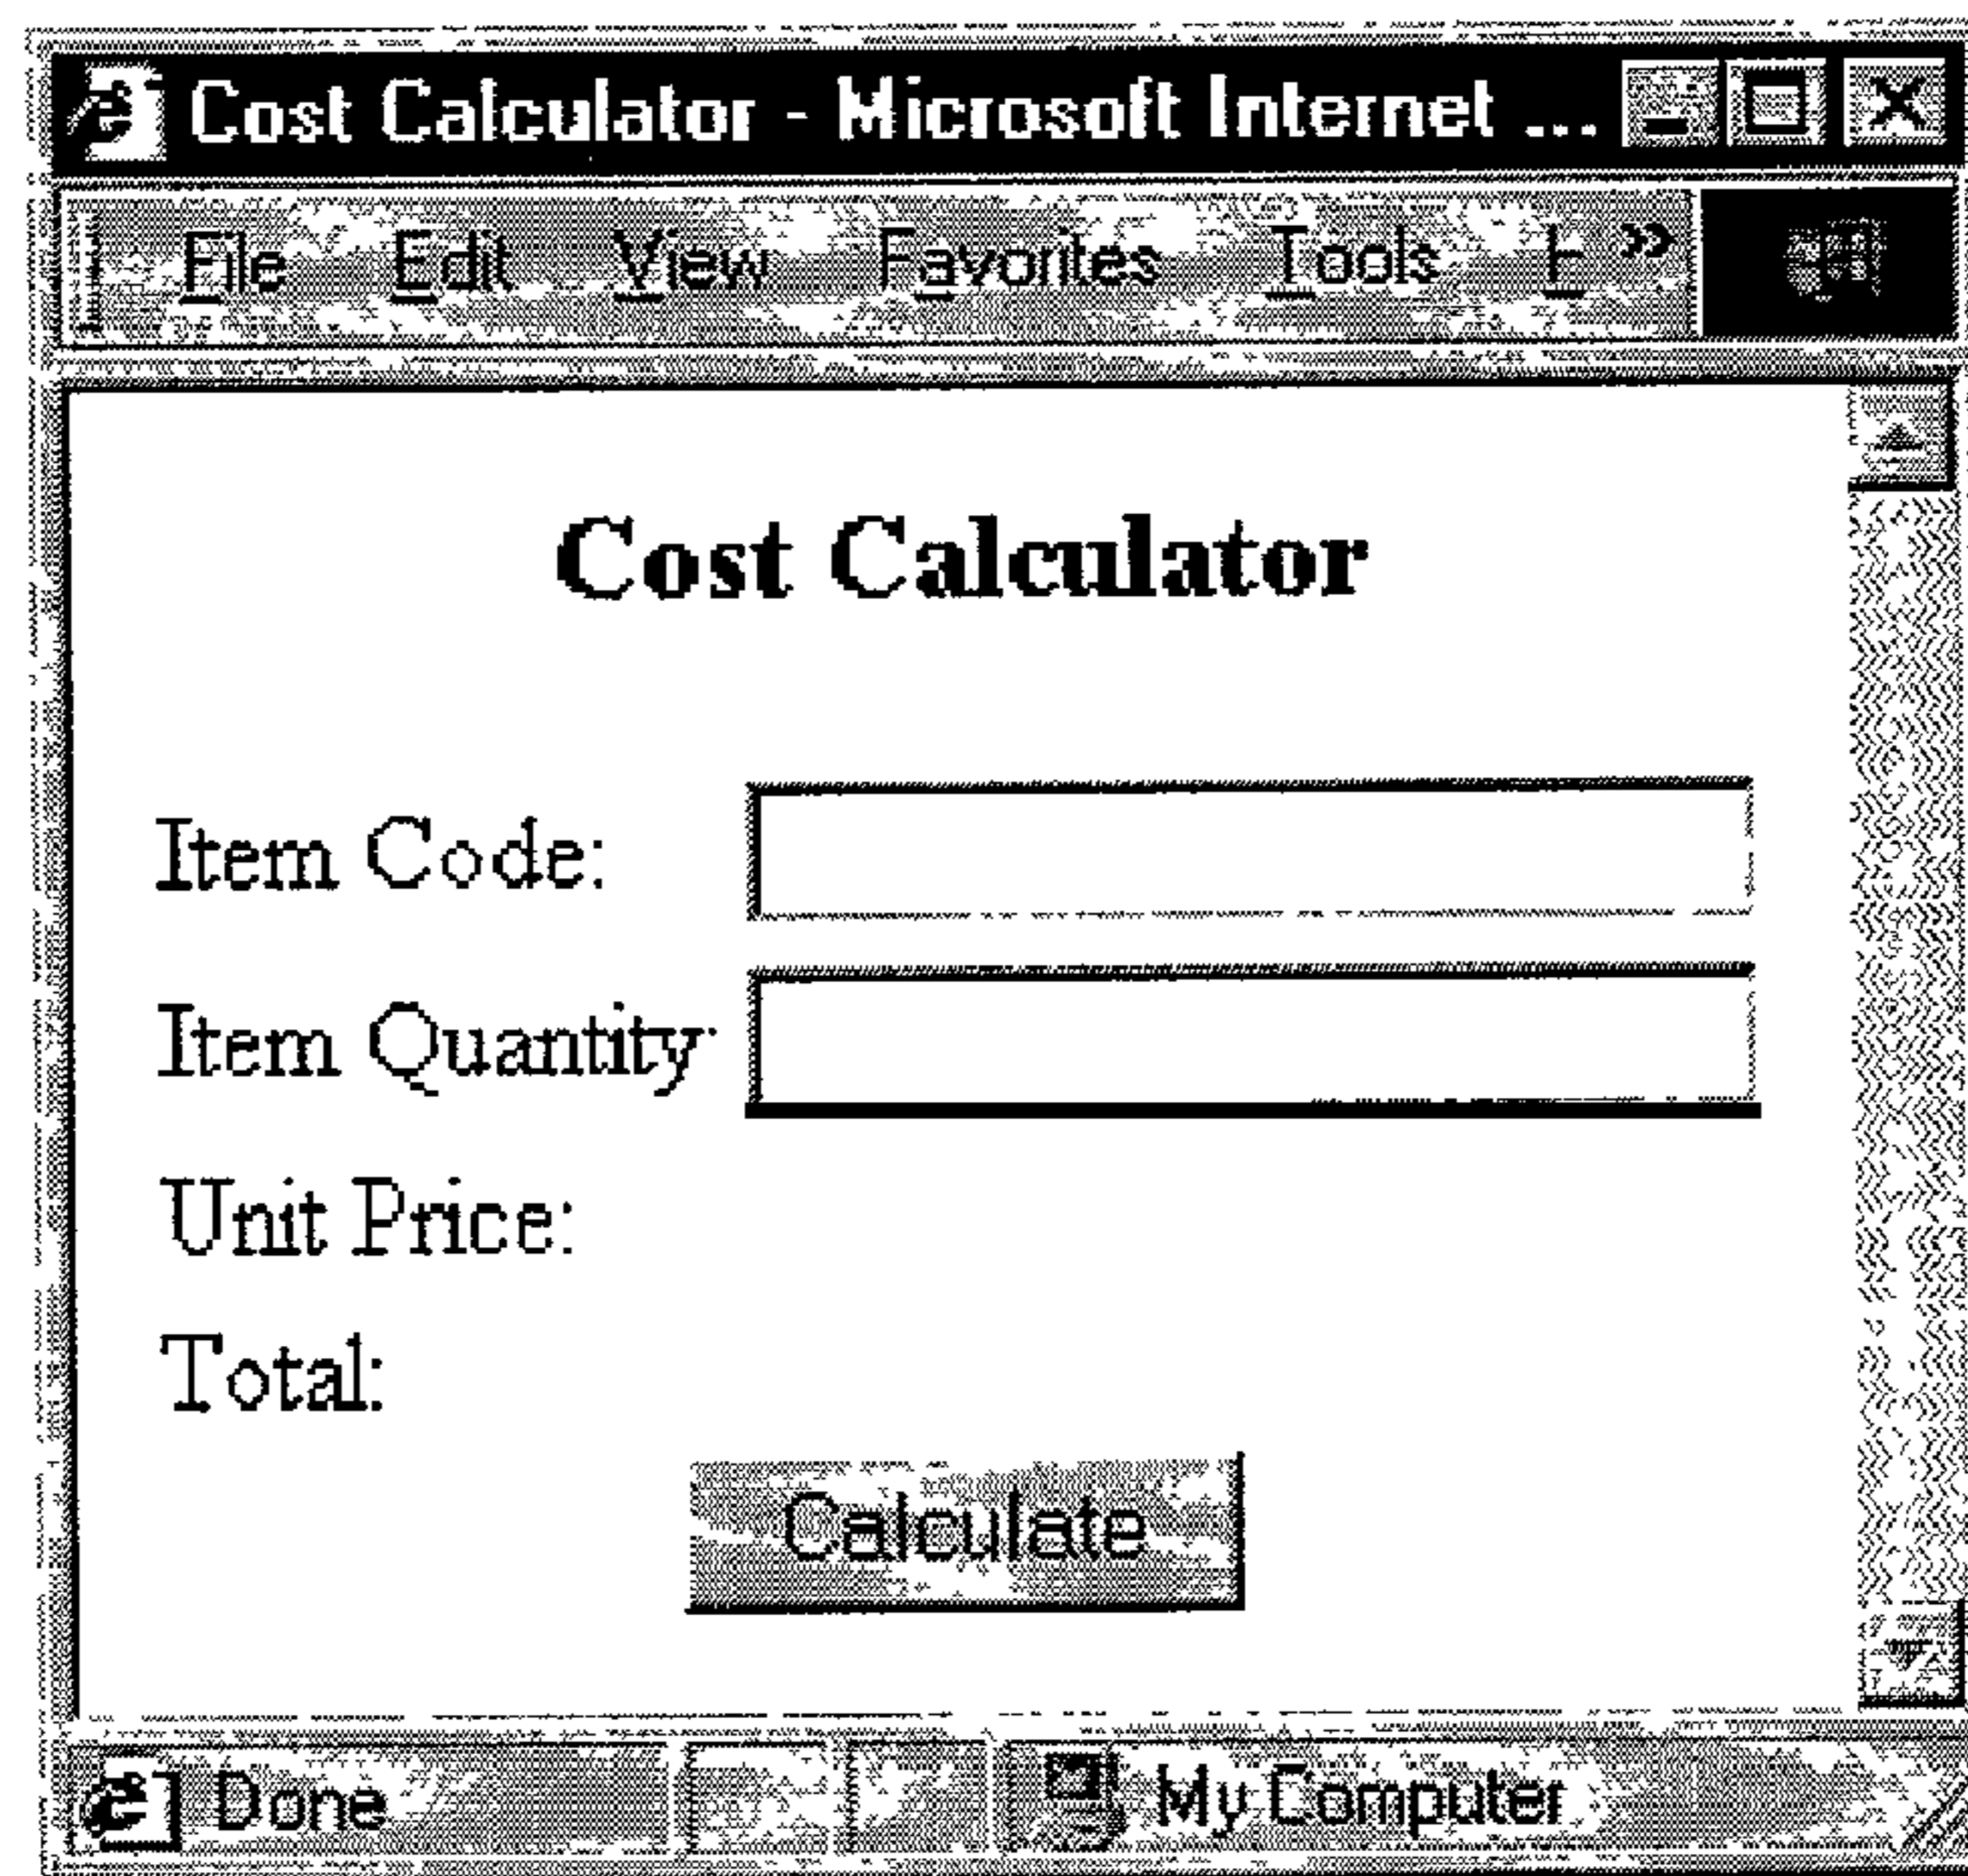 Cost Calculator - Microsoft Internet ...
File Edit View Favorites Tools H »
Cost Calculator
Item Code:
Item Quantity:
Unit Price:
Total:
Calculate
Done My Computer